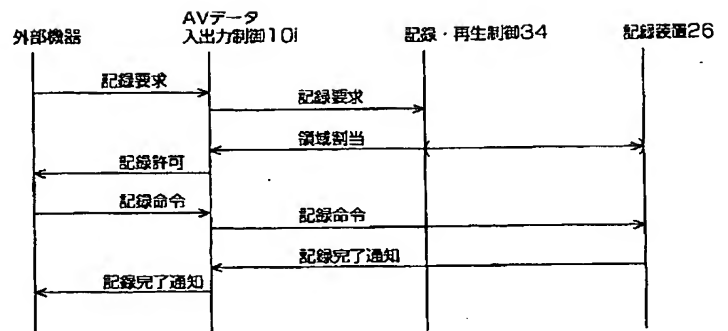 外部機器
AVデータ
入出力制御10i
記録・再生制御34
記録装置26
記録要求
記録要求
領域割当
記録許可
記録命令
記録命令
記録完了通知
記録完了通知